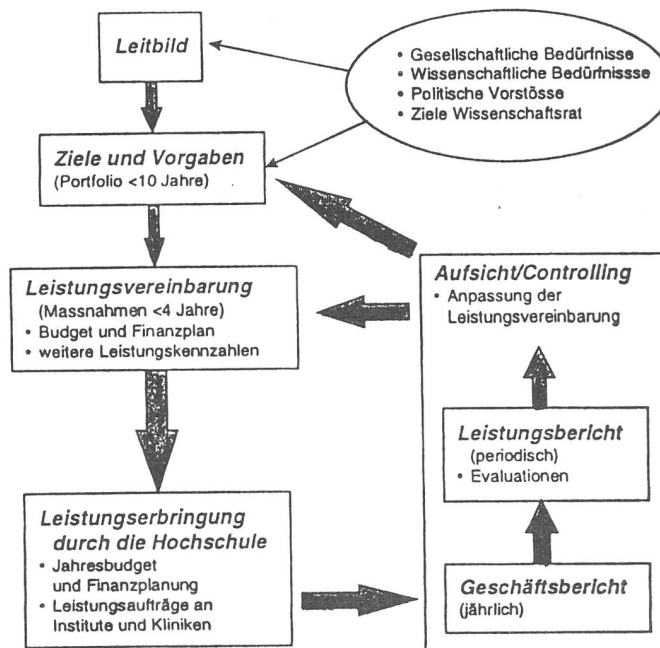 Leitbild
• Gesellschaftliche Bedürfnisse
• Wissenschaftliche Bedürfnissse
• Politische Vorstösse
• Ziele Wissenschaftsrat
Ziele und Vorgaben
(Portfolio <10 Jahre)
Leistungsvereinbarung
(Massnahmen <4 Jahre)
• Budget und Finanzplan
• weitere Leistungskennzahlen
Leistungserbringung
durch die Hochschule
• Jahresbudget
und Finanzplanung
• Leistungsaufträge an
Institute und Kliniken
Aufsicht/Controlling
• Anpassung der
Leistungsvereinbarung
Leistungsbericht
(periodisch)
• Evaluationen
Geschäftsbericht
(jährlich)